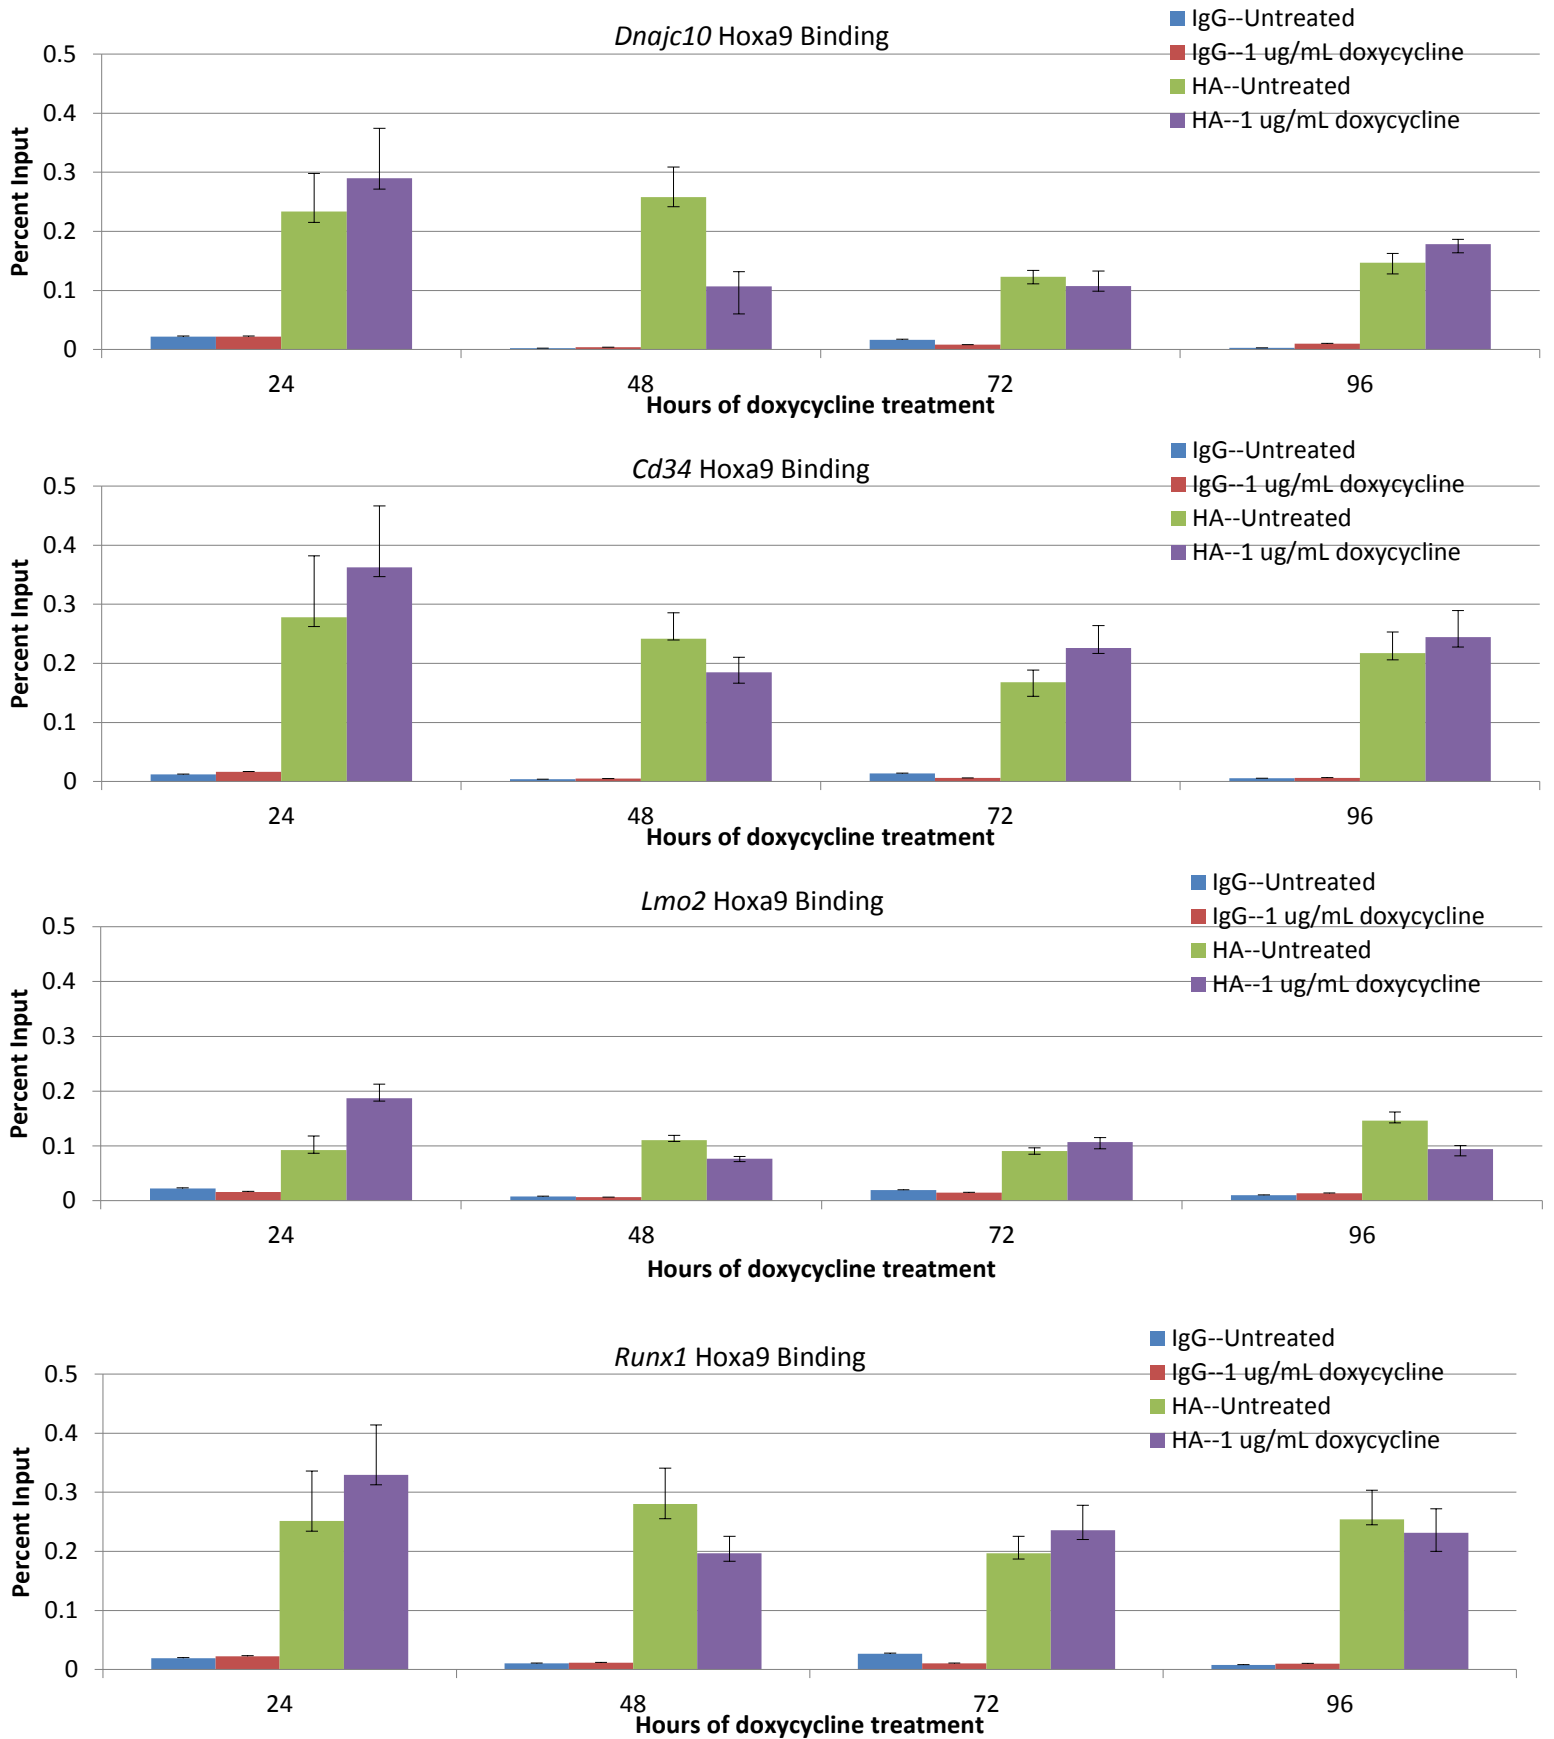 Dnajc10 Hoxa9 Binding
IgG--Untreated
IgG--1 ug/mL doxycycline
HA--Untreated
HA--1 ug/mL doxycycline
Percent Input
0.5
0.4
0.3
0.2
0.1
0
24 48 72 96
Hours of doxycycline treatment
Cd34 Hoxa9 Binding
IgG--Untreated
IgG--1 ug/mL doxycycline
HA--Untreated
HA--1 ug/mL doxycycline
Percent Input
0.5
0.4
0.3
0.2
0.1
0
24 48 72 96
Hours of doxycycline treatment
Lmo2 Hoxa9 Binding
IgG--Untreated
IgG--1 ug/mL doxycycline
HA--Untreated
HA--1 ug/mL doxycycline
Percent Input
0.5
0.4
0.3
0.2
0.1
0
24 48 72 96
Hours of doxycycline treatment
Runx1 Hoxa9 Binding
IgG--Untreated
IgG--1 ug/mL doxycycline
HA--Untreated
HA--1 ug/mL doxycycline
Percent Input
0.5
0.4
0.3
0.2
0.1
0
24 48 72 96
Hours of doxycycline treatment